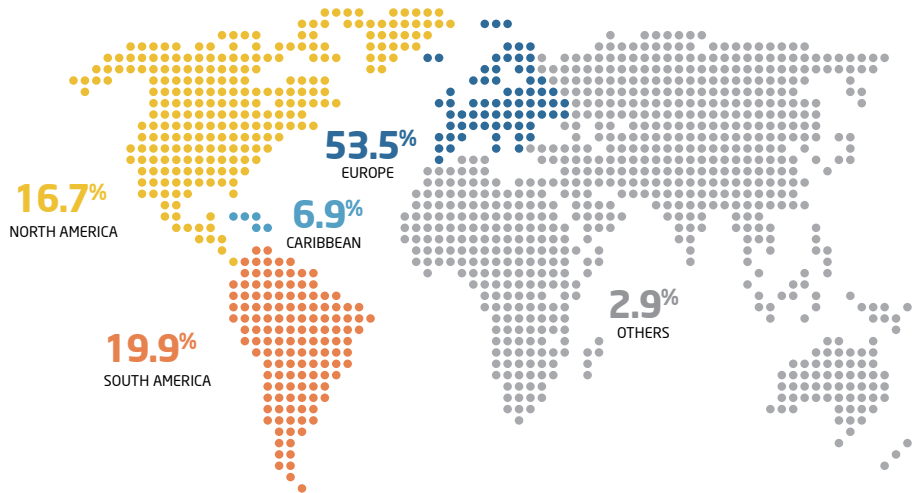 53.5%
EUROPE
16.7%
NORTH AMERICA
6.9%
CARIBBEAN
2.9%
OTHERS
19.9%
SOUTH AMERICA